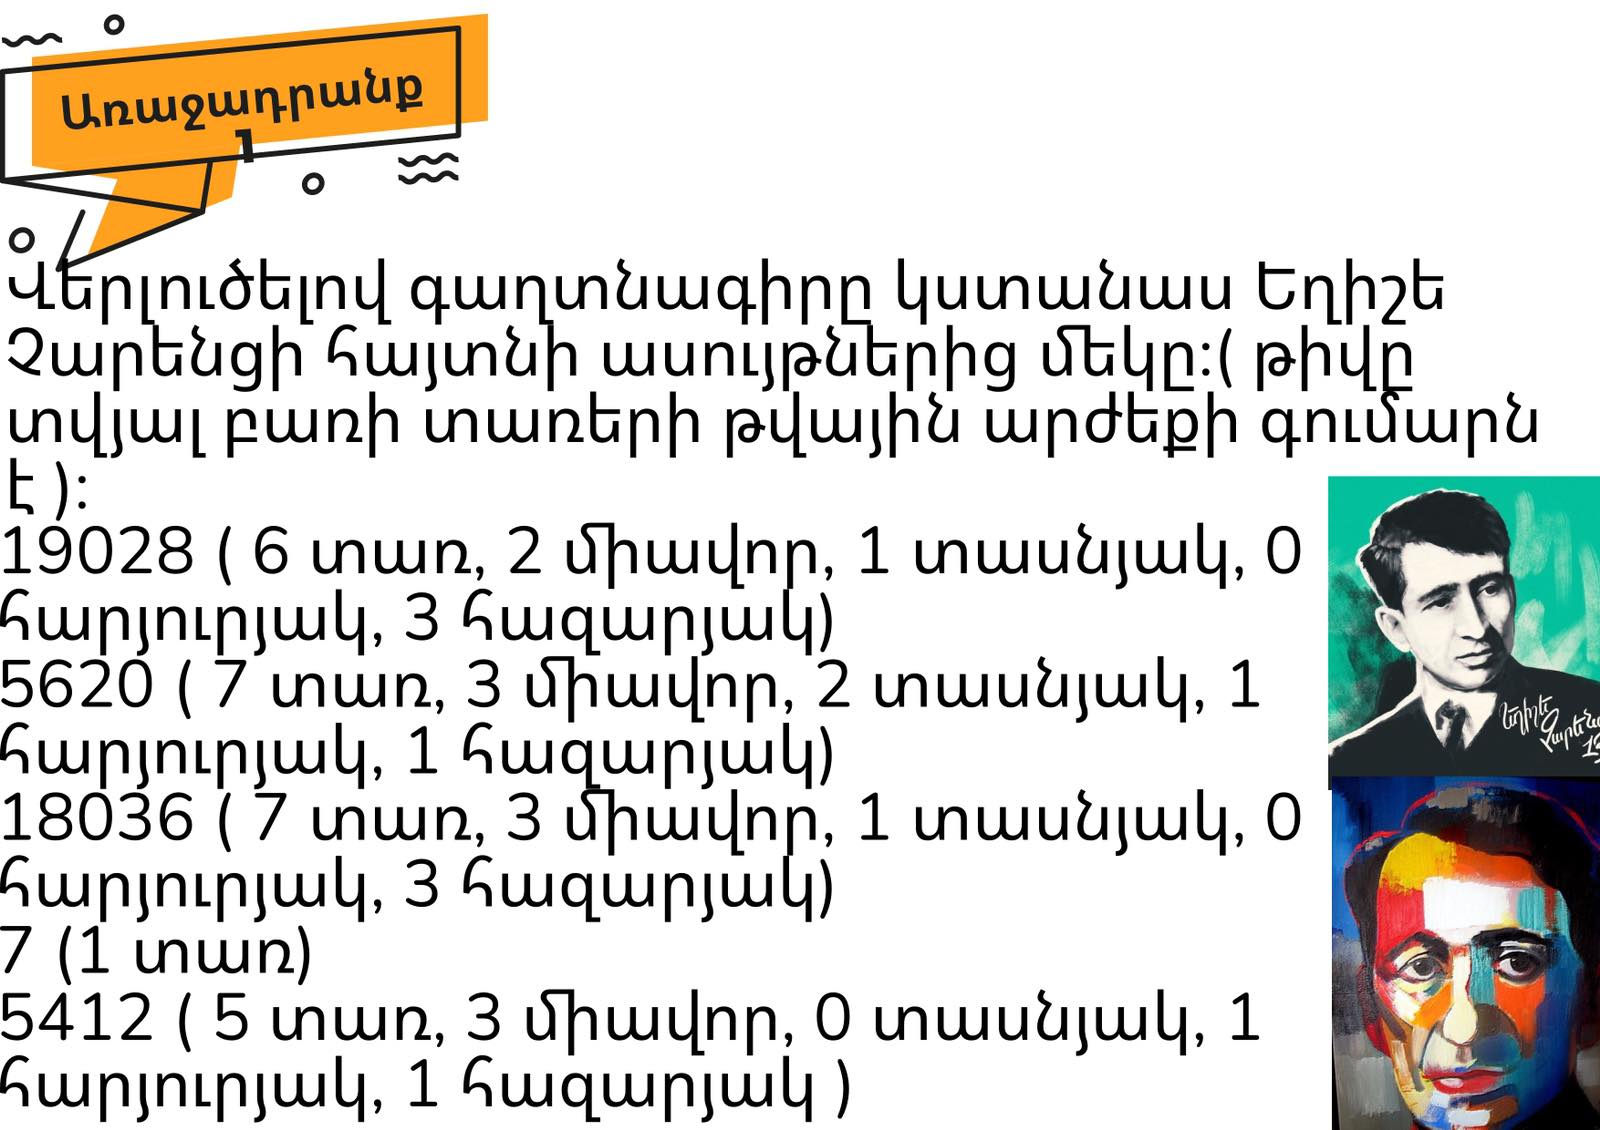 Առաջադրանք
1
Վերլուծելով գաղտնագիրը կստանաս Եղիշե
Չարենցի հայտնի ասույթներից մեկը:( թիվը
տվյալ բառի տառերի թվային արժեքի գումարն
է ):
19028 ( 6 տառ, 2 միավոր, 1 տասնյակ, 0
հարյուրյակ, 3 հազարյակ)
5620 ( 7 տառ, 3 միավոր, 2 տասնյակ, 1
հարյուրյակ, 1 հազարյակ)
18036 ( 7 տառ, 3 միավոր, 1 տասնյակ, 0
հարյուրյակ, 3 հազարյակ)
7 (1 տառ)
5412 ( 5 տառ, 3 միավոր, 0 տասնյակ, 1
հարյուրյակ, 1 հազարյակ )
եղիշե